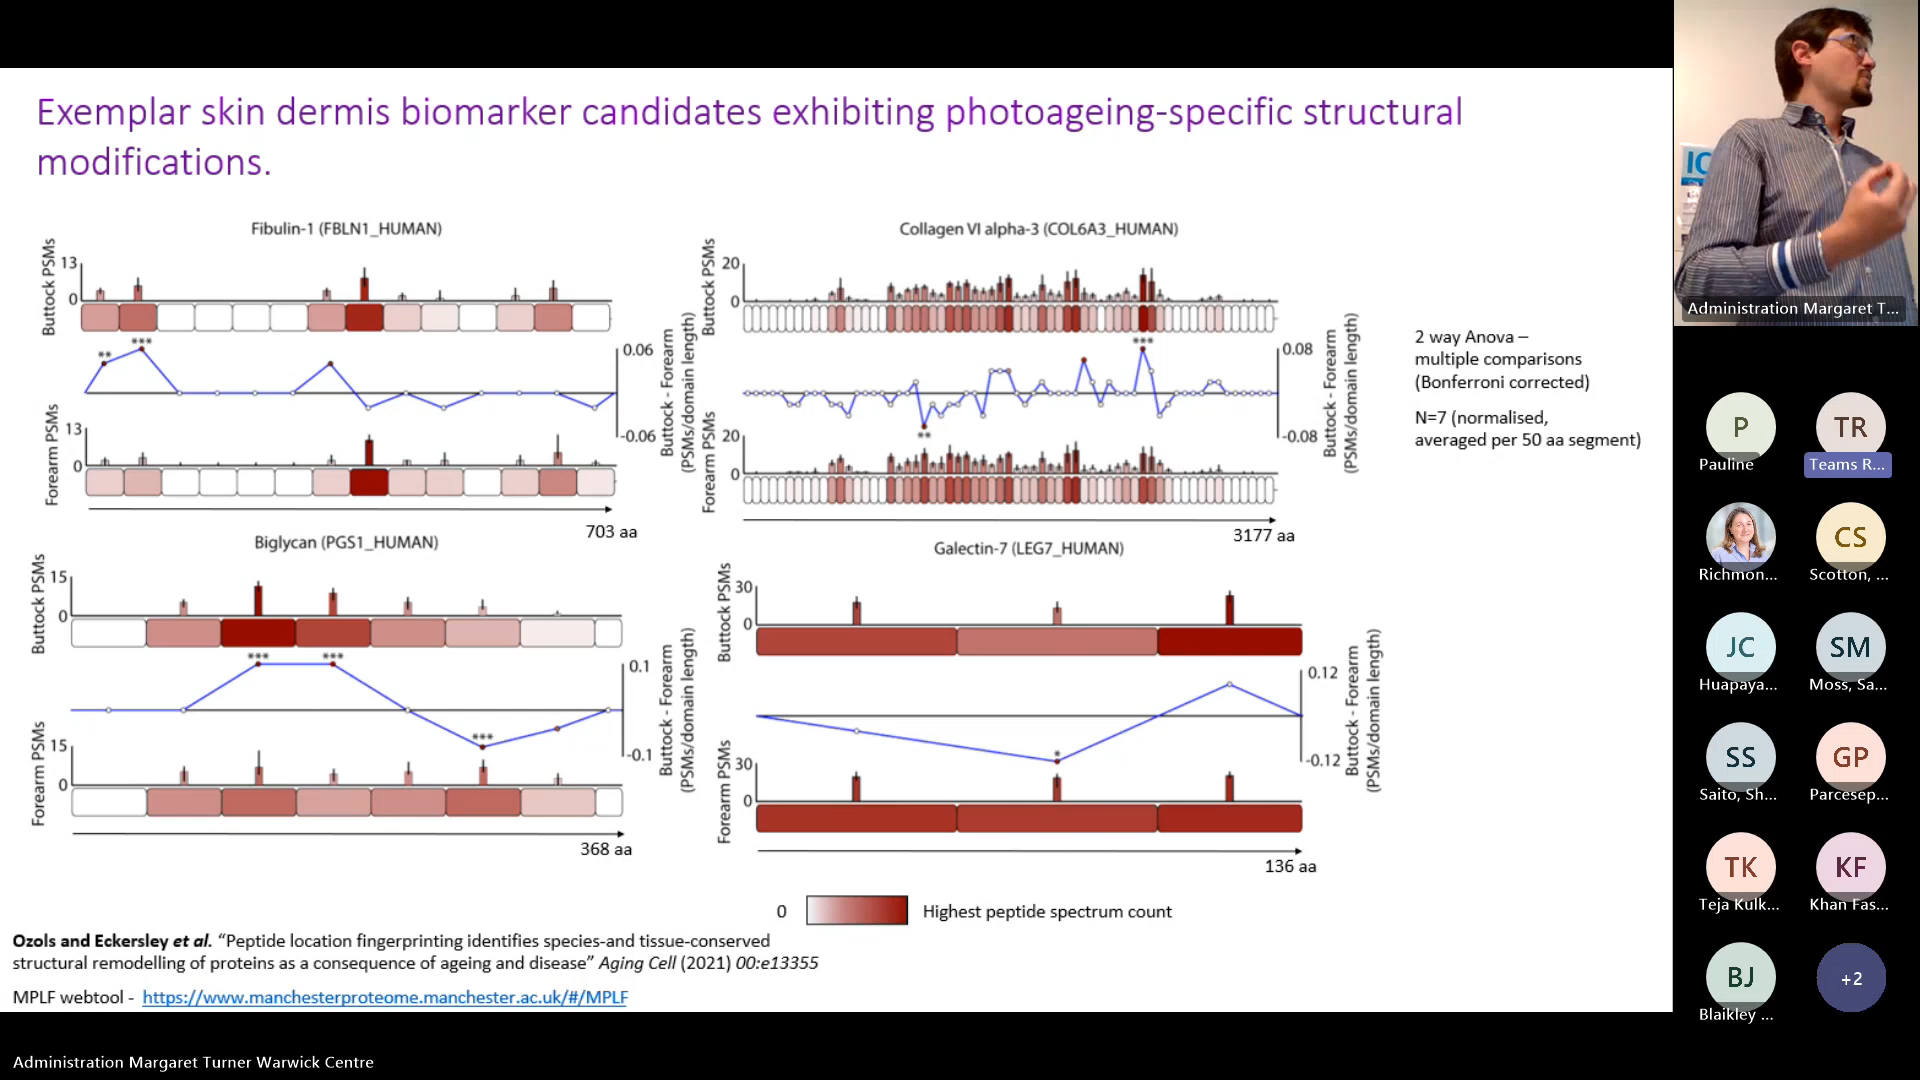 Exemplar skin dermis biomarker candidates exhibiting photoageing-specific structural
modifications.
Fibulin-1 (FBLN1_HUMAN)
Buttock PSMs
13
0
**
***
0.06
-0.06
Buttock - Forearm
(PSMs/domain length)
Forearm PSMs
13
0
703 aa
Collagen VI alpha-3 (COL6A3_HUMAN)
Buttock PSMs
20
0
***
**
0.08
-0.08
Buttock - Forearm
(PSMs/domain length)
Forearm PSMs
20
0
3177 aa
2 way Anova –
multiple comparisons
(Bonferroni corrected)
N=7 (normalised,
averaged per 50 aa segment)
Biglycan (PGS1_HUMAN)
Buttock PSMs
15
0
***
***
***
0.1
-0.1
Buttock - Forearm
(PSMs/domain length)
Forearm PSMs
15
0
368 aa
Galectin-7 (LEG7_HUMAN)
Buttock PSMs
30
0
*
0.12
-0.12
Buttock - Forearm
(PSMs/domain length)
Forearm PSMs
30
0
136 aa
0
Highest peptide spectrum count
Ozols and Eckersley et al. “Peptide location fingerprinting identifies species-and tissue-conserved
structural remodelling of proteins as a consequence of ageing and disease” Aging Cell (2021) 00:e13355
MPLF webtool - https://www.manchesterproteome.manchester.ac.uk/#/MPLF
Administration Margaret Turner Warwick Centre
IC
Administration Margaret T...
P
Pauline
TR
Teams R...
Richmon...
CS
Scotton, ...
JC
Huapaya...
SM
Moss, Sa...
SS
Saito, Sh...
GP
Parcesep...
TK
Teja Kulk...
KF
Khan Fas...
BJ
Blaikley ...
+2